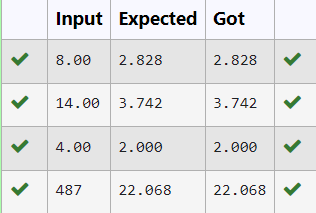 Input Expected Got
8.00 2.828 2.828
14.00 3.742 3.742
4.00 2.000 2.000
487 22.068 22.068